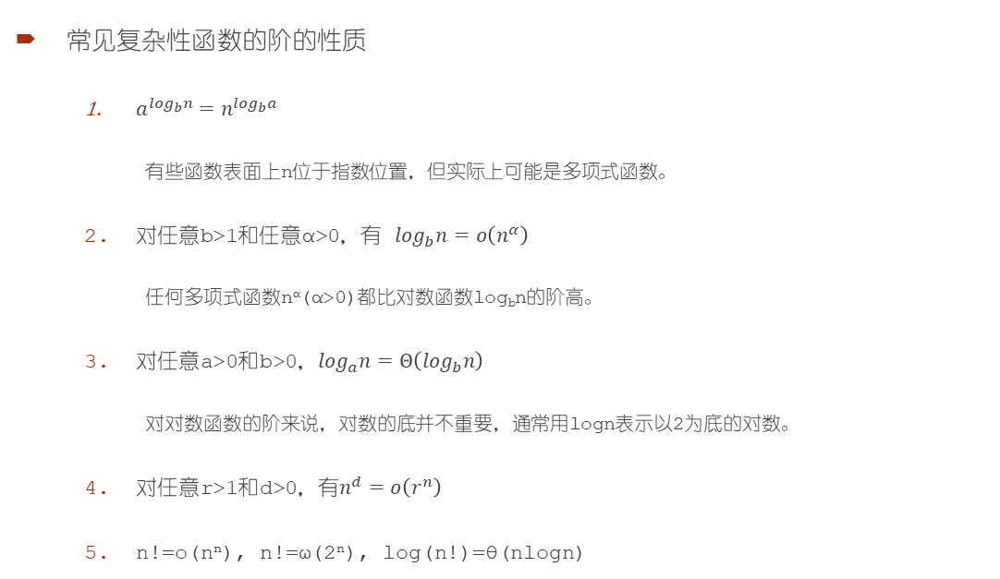 常见复杂性函数的阶的性质
1. a^{log_b n} = n^{log_b a}
有些函数表面上n位于指数位置，但实际上可能是多项式函数。
2. 对任意b>1和任意α>0，有 log_b n = o(n^α)
任何多项式函数n^α(α>0)都比对数函数log_b n的阶高。
3. 对任意a>0和b>0，log_a n = Θ(log_b n)
对对数函数的阶来说，对数的底并不重要，通常用logn表示以2为底的对数。
4. 对任意r>1和d>0，有n^d = o(r^n)
5. n!=o(n^n), n!=ω(2^n), log(n!)=θ(nlogn)